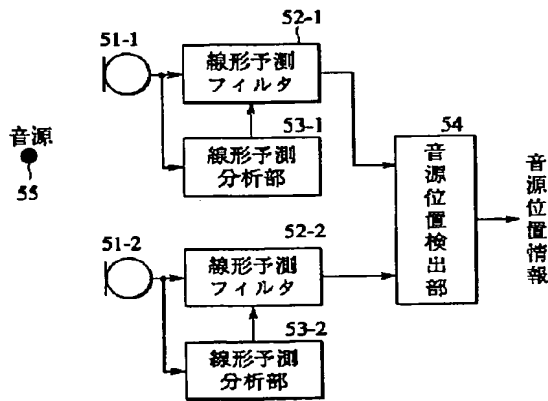 52-1
51-1
線形予測
フィルタ
53-1
線形予測
分析部
音源
55
54
音源位置検出部
音源位置情報
52-2
51-2
線形予測
フィルタ
53-2
線形予測
分析部